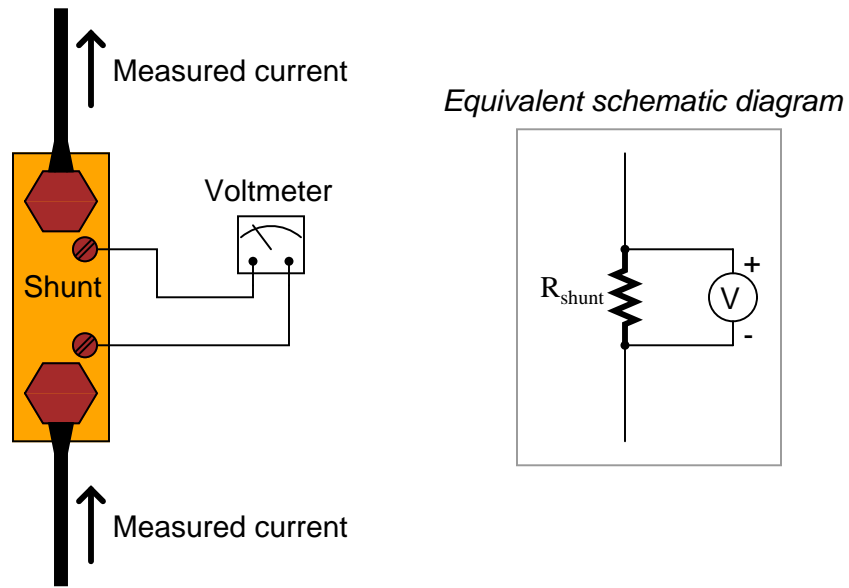 Measured current
Equivalent schematic diagram
Voltmeter
Shunt
+
R_shunt
V
-
Measured current